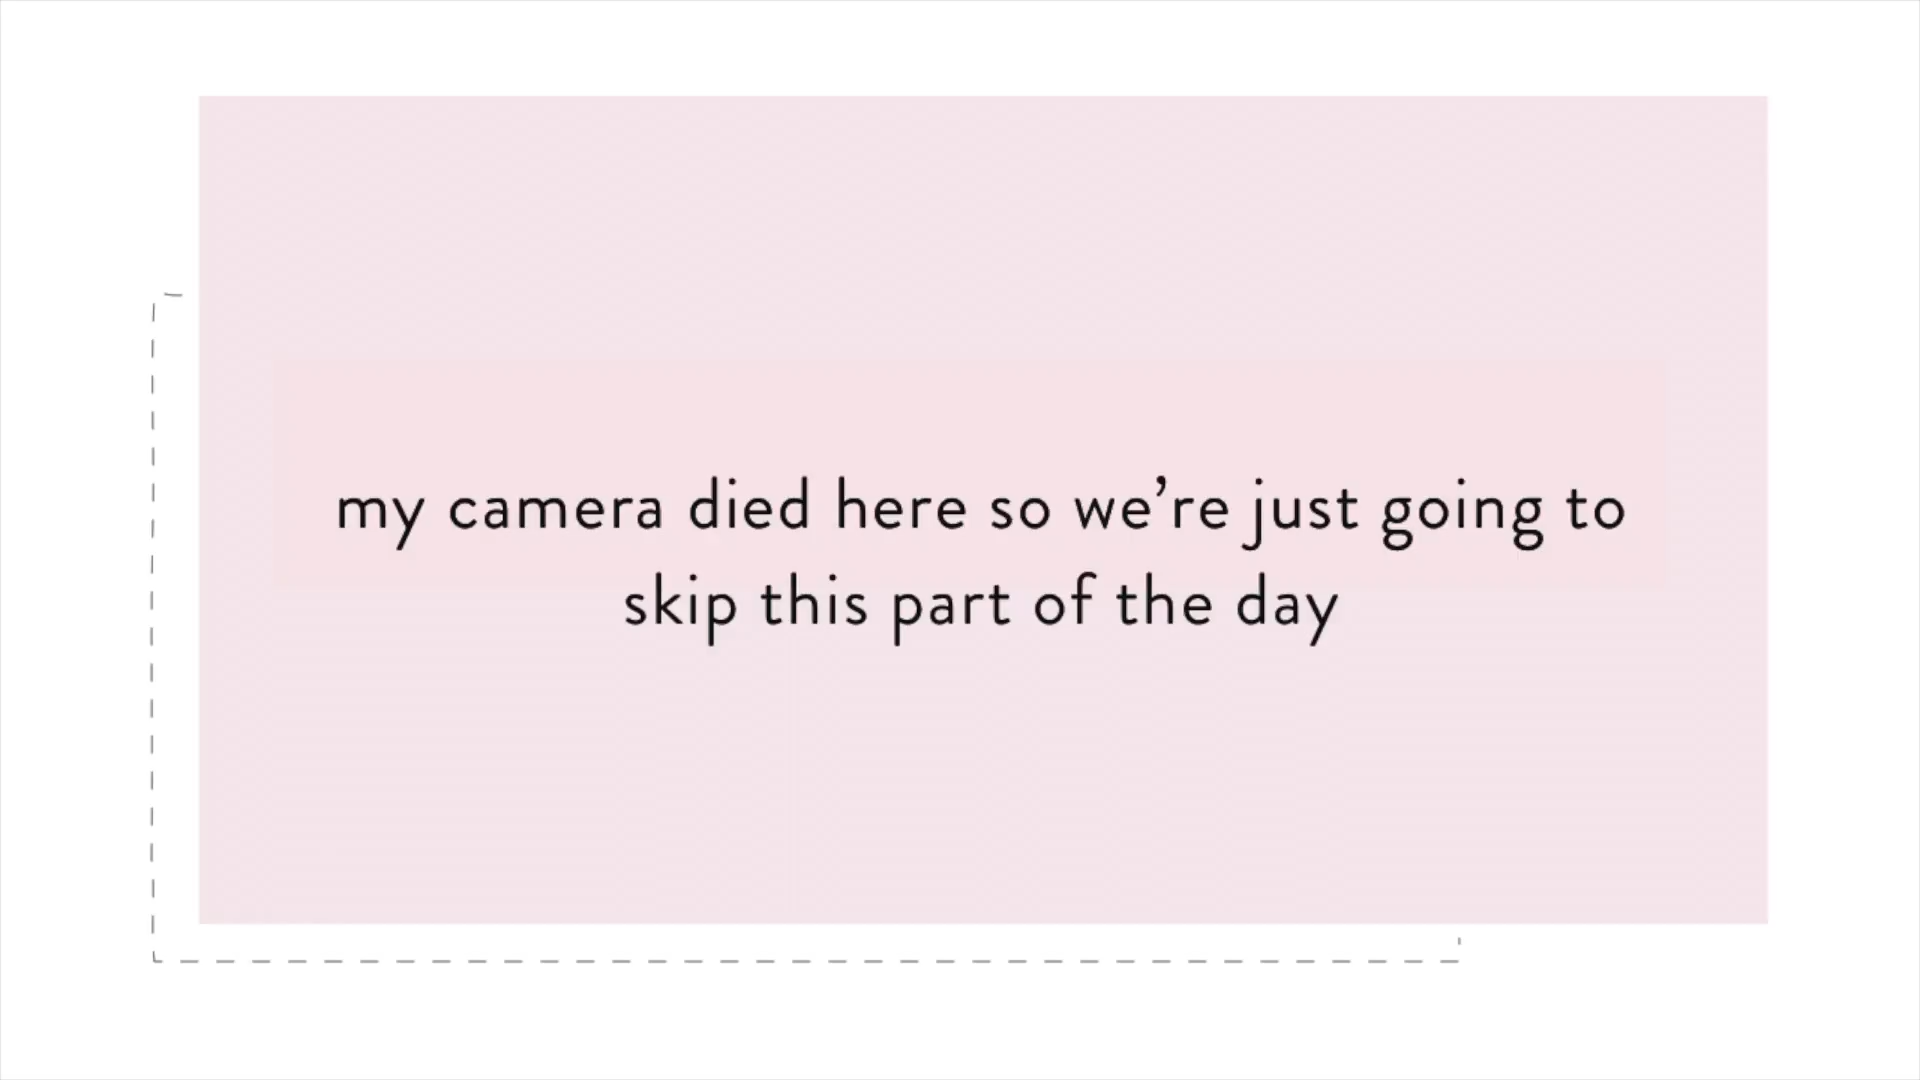 my camera died here so we’re just going to
skip this part of the day